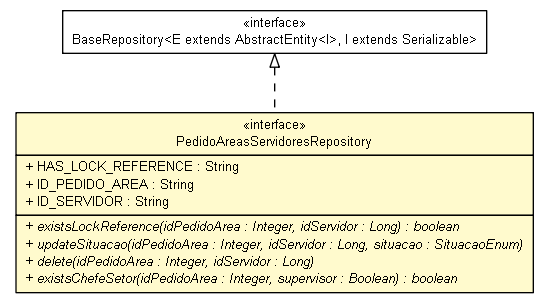 «interface»
BaseRepository<E extends AbstractEntity<I>, I extends Serializable>
«interface»
PedidoAreasServidoresRepository
+ HAS_LOCK_REFERENCE : String
+ ID_PEDIDO_AREA : String
+ ID_SERVIDOR : String
+ existsLockReference(idPedidoArea : Integer, idServidor : Long) : boolean
+ updateSituacao(idPedidoArea : Integer, idServidor : Long, situacao : SituacaoEnum)
+ delete(idPedidoArea : Integer, idServidor : Long)
+ existsChefeSetor(idPedidoArea : Integer, supervisor : Boolean) : boolean